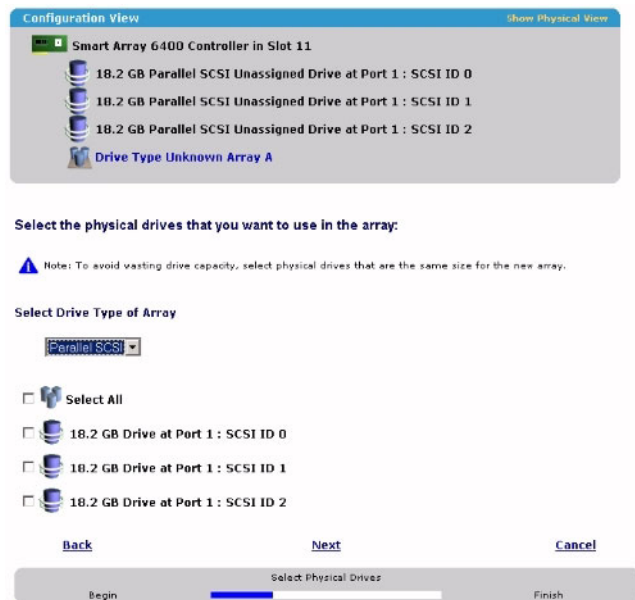 Configuration View
Show Physical View
Smart Array 6400 Controller in Slot 11
18.2 GB Parallel SCSI Unassigned Drive at Port 1 : SCSI ID 0
18.2 GB Parallel SCSI Unassigned Drive at Port 1 : SCSI ID 1
18.2 GB Parallel SCSI Unassigned Drive at Port 1 : SCSI ID 2
Drive Type Unknown Array A
Select the physical drives that you want to use in the array:
Note: To avoid wasting drive capacity, select physical drives that are the same size for the new array.
Select Drive Type of Array
Parallel SCSI
Select All
18.2 GB Drive at Port 1 : SCSI ID 0
18.2 GB Drive at Port 1 : SCSI ID 1
18.2 GB Drive at Port 1 : SCSI ID 2
Back Next Cancel
Select Physical Drives
Begin Finish